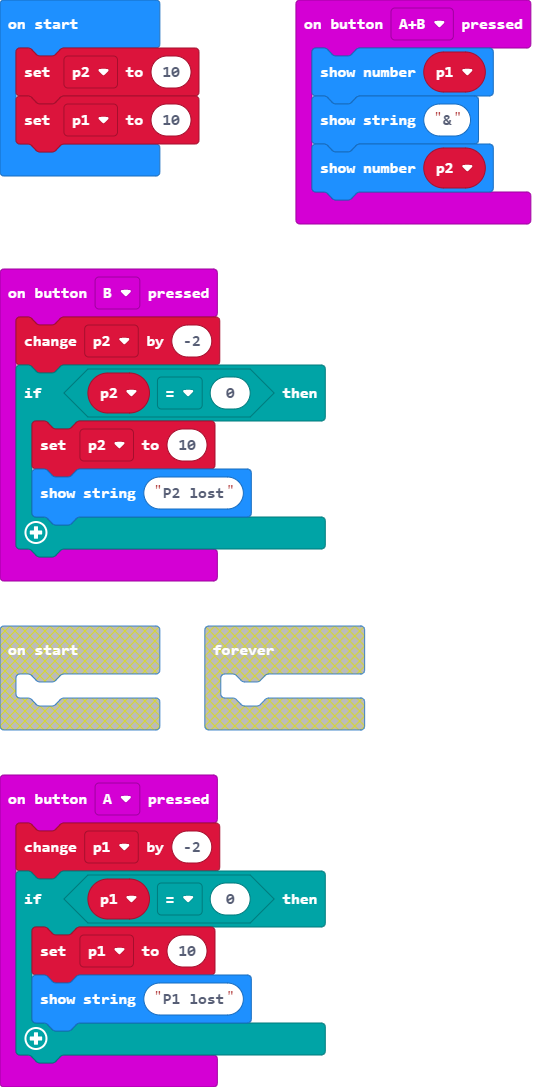 on start
set p2 to 10
set p1 to 10
on button A+B pressed
show number p1
show string "&"
show number p2
on button B pressed
change p2 by -2
if p2 = 0 then
set p2 to 10
show string "P2 lost"
on start
forever
on button A pressed
change p1 by -2
if p1 = 0 then
set p1 to 10
show string "P1 lost"